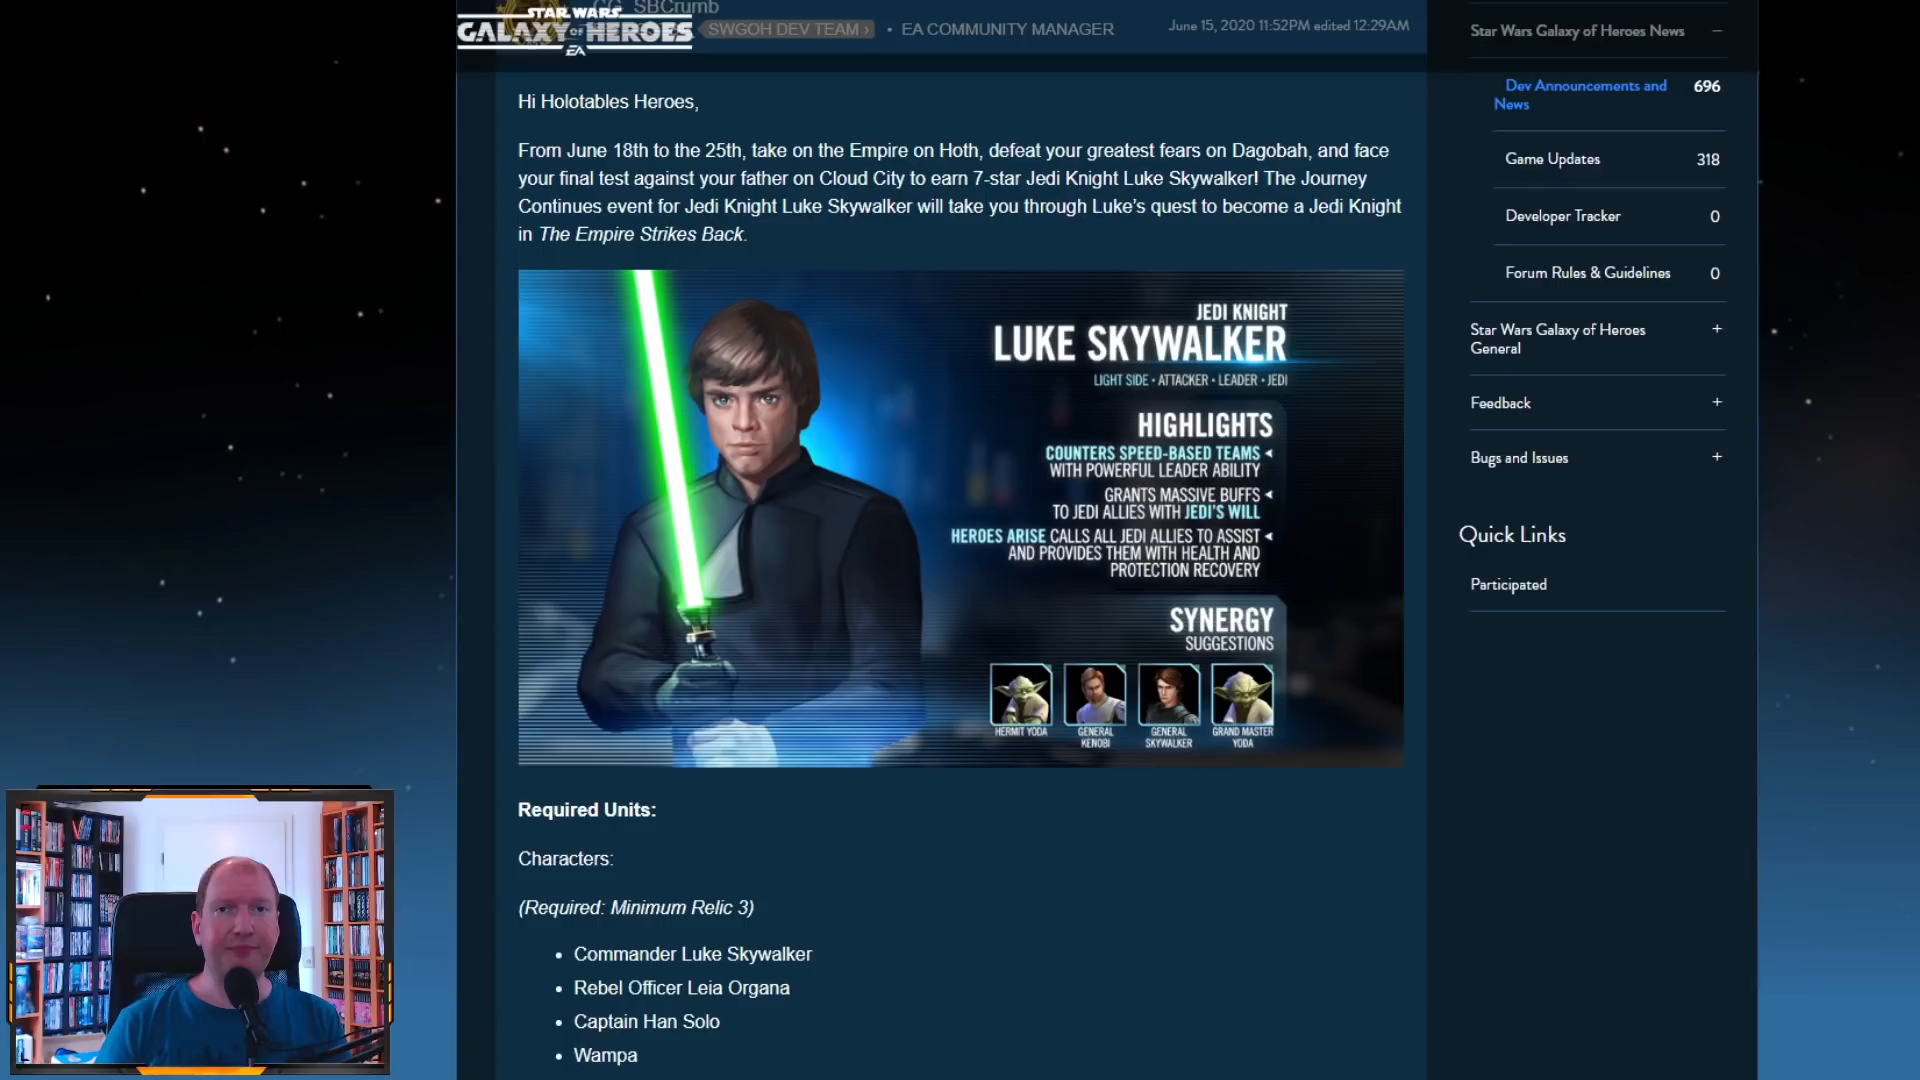 CG_SBCrumb
STAR WARS
GALAXY OF HEROES
EA
SWGOH DEV TEAM ›
• EA COMMUNITY MANAGER
June 15, 2020 11:52PM edited 12:29AM
Hi Holotables Heroes,
From June 18th to the 25th, take on the Empire on Hoth, defeat your greatest fears on Dagobah, and face
your final test against your father on Cloud City to earn 7-star Jedi Knight Luke Skywalker! The Journey
Continues event for Jedi Knight Luke Skywalker will take you through Luke's quest to become a Jedi Knight
in The Empire Strikes Back.
JEDI KNIGHT
LUKE SKYWALKER
LIGHT SIDE • ATTACKER • LEADER • JEDI
HIGHLIGHTS
COUNTERS SPEED-BASED TEAMS
WITH POWERFUL LEADER ABILITY
GRANTS MASSIVE BUFFS
TO JEDI ALLIES WITH JEDI'S WILL
HEROES ARISE CALLS ALL JEDI ALLIES TO ASSIST
AND PROVIDES THEM WITH HEALTH AND
PROTECTION RECOVERY
SYNERGY
SUGGESTIONS
HERMIT YODA
GENERAL
KENOBI
GENERAL
SKYWALKER
GRAND MASTER
YODA
Required Units:
Characters:
(Required: Minimum Relic 3)
• Commander Luke Skywalker
• Rebel Officer Leia Organa
• Captain Han Solo
• Wampa
Star Wars Galaxy of Heroes News −
Dev Announcements and
News
696
Game Updates 318
Developer Tracker 0
Forum Rules & Guidelines 0
Star Wars Galaxy of Heroes
General
+
Feedback +
Bugs and Issues +
Quick Links
Participated